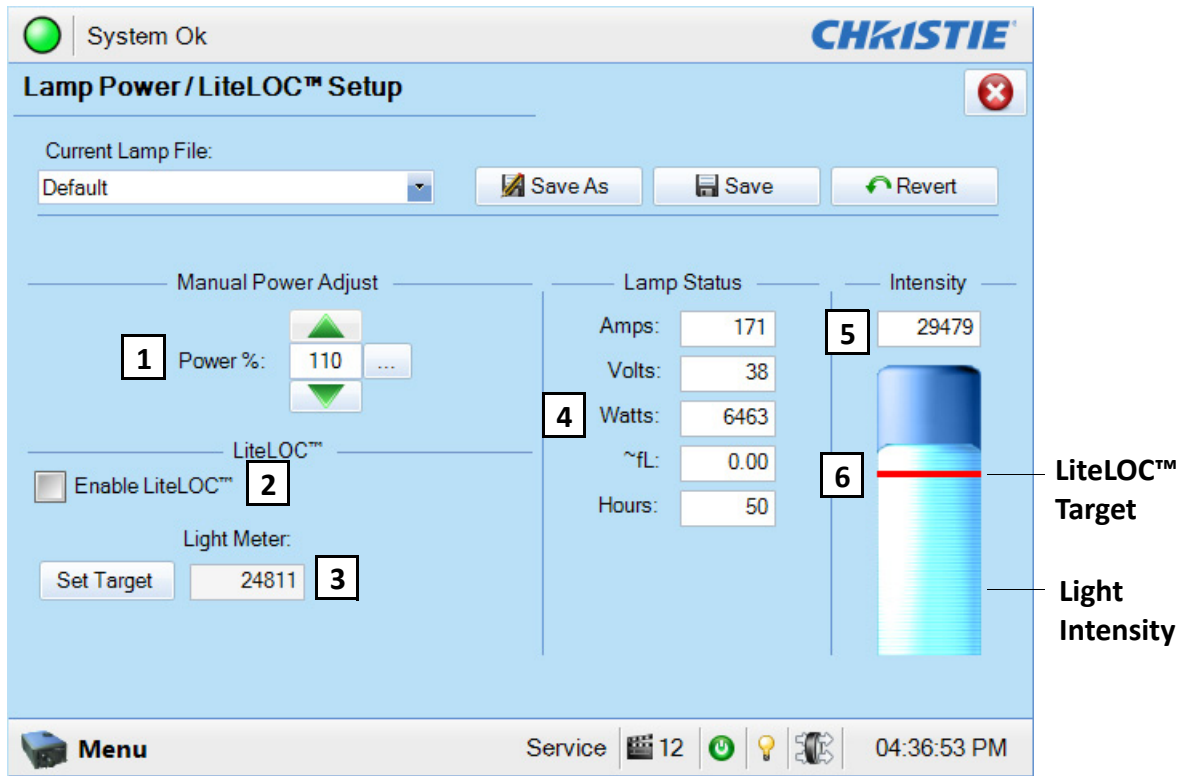 System Ok
CHRISTIE
Lamp Power / LiteLOC™ Setup
Current Lamp File:
Default
Save As
Save
Revert
Manual Power Adjust
1
Power %:
110
...
LiteLOC™
Enable LiteLOC™
2
Light Meter:
Set Target
24811
3
Lamp Status
Amps:
171
Volts:
38
4
Watts:
6463
~fL:
0.00
Hours:
50
Intensity
5
29479
6
LiteLOC™
Target
Light
Intensity
Menu
Service
12
04:36:53 PM